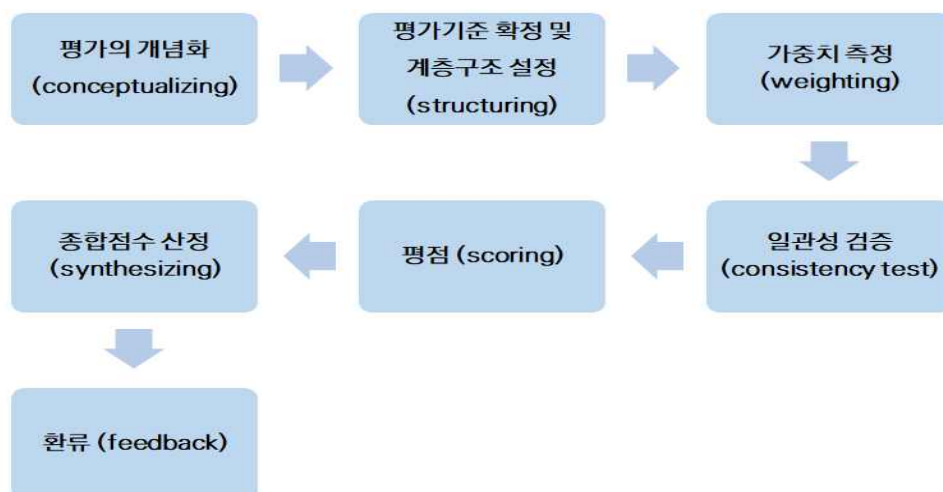 평가의 개념화
(conceptualizing)
평가기준 확정 및
계층구조 설정
(structuring)
가중치 측정
(weighting)
일관성 검증
(consistency test)
평점 (scoring)
종합점수 산정
(synthesizing)
환류 (feedback)